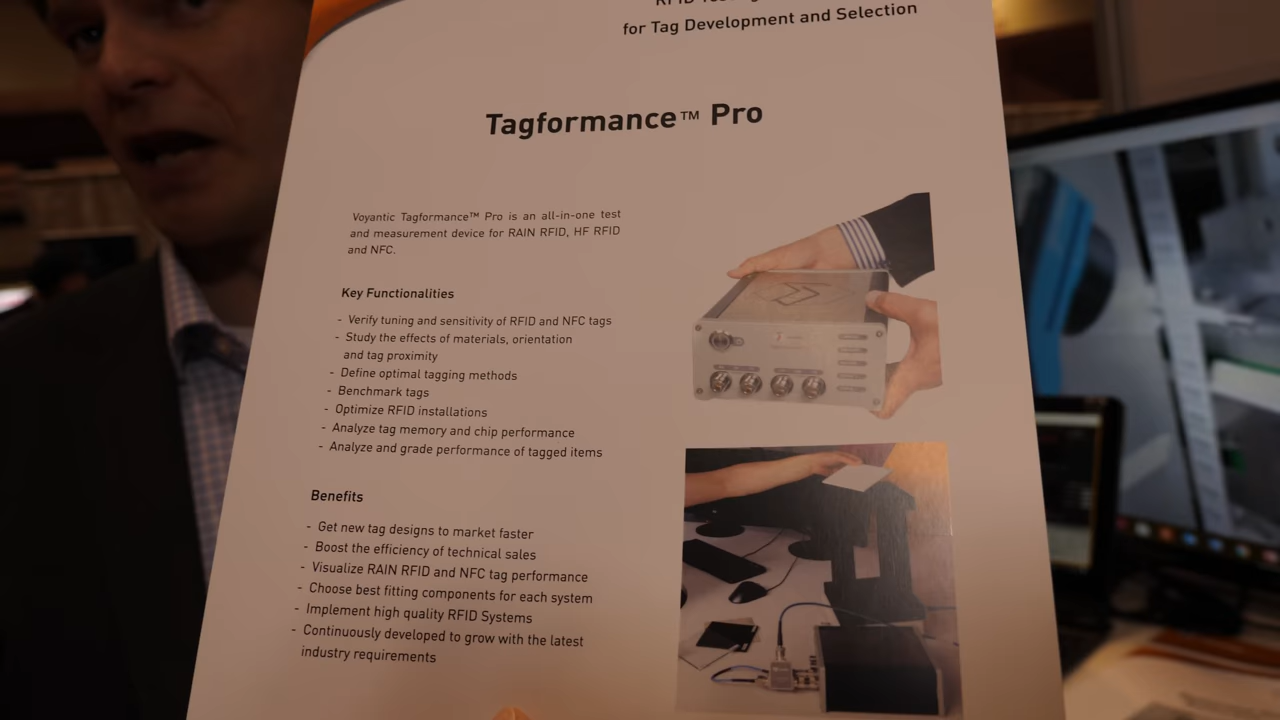 for Tag Development and Selection
Tagformance™ Pro
Voyantic Tagformance™ Pro is an all-in-one test
and measurement device for RAIN RFID, HF RFID
and NFC.
Key Functionalities
- Verify tuning and sensitivity of RFID and NFC tags
- Study the effects of materials, orientation
and tag proximity
- Define optimal tagging methods
- Benchmark tags
- Optimize RFID installations
- Analyze tag memory and chip performance
- Analyze and grade performance of tagged items
Benefits
- Get new tag designs to market faster
- Boost the efficiency of technical sales
- Visualize RAIN RFID and NFC tag performance
- Choose best fitting components for each system
- Implement high quality RFID Systems
- Continuously developed to grow with the latest
industry requirements